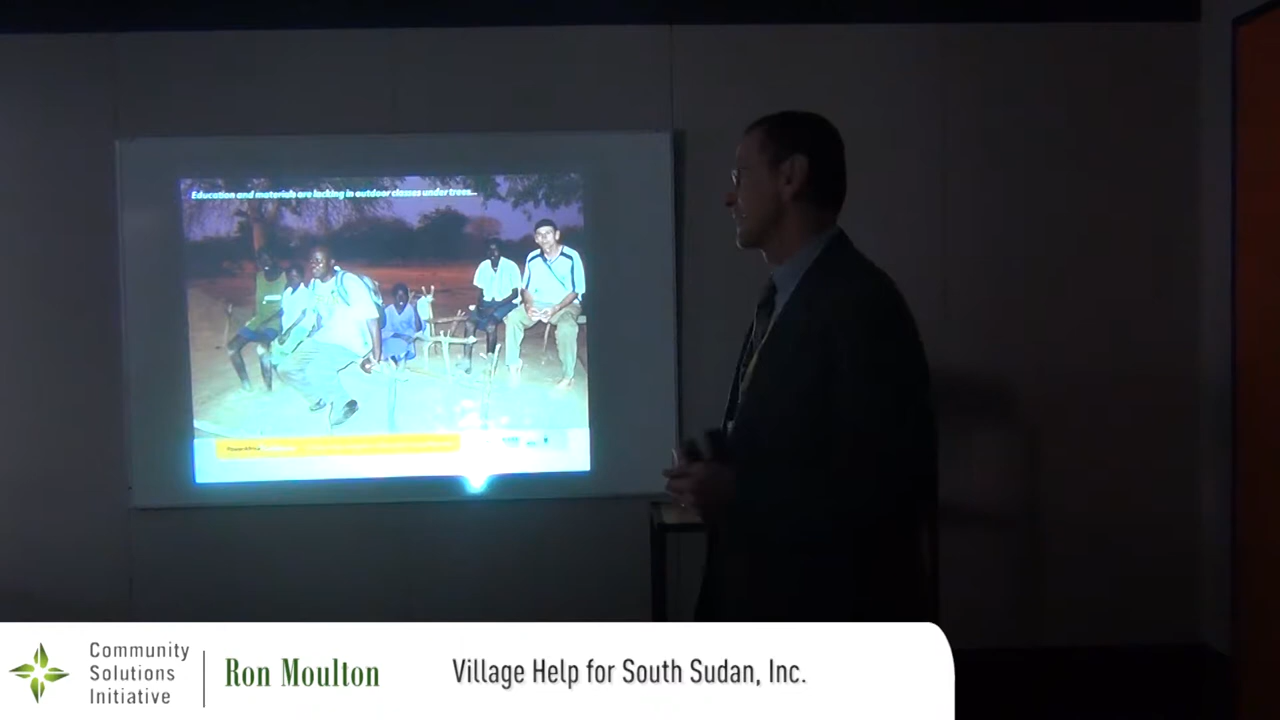 Education and materials are lacking in outdoor classes under trees...
Community
Solutions
Initiative
Ron Moulton
Village Help for South Sudan, Inc.